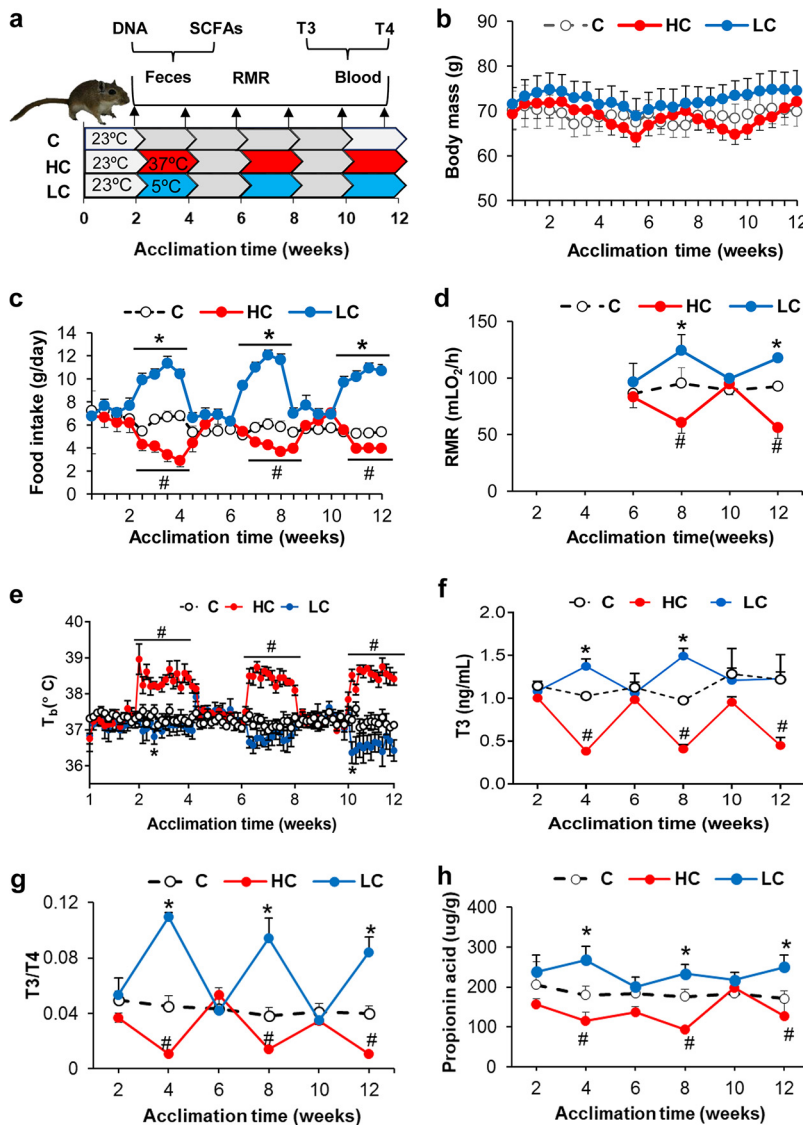 a
DNA SCFAs T3 T4
Feces RMR Blood
C 23ºC
HC 23ºC 37ºC
LC 23ºC 5ºC
0 2 4 6 8 10 12
Acclimation time (weeks)
b
C HC LC
Body mass (g)
90
80
70
60
50
0 2 4 6 8 10 12
Acclimation time (weeks)
c
C HC LC
Food intake (g/day)
14
12
10
8
6
4
2
0
* * *
# # #
2 4 6 8 10 12
Acclimation time (weeks)
d
C HC LC
RMR (mLO2/h)
150
100
50
0
* *
# #
2 4 6 8 10 12
Acclimation time(weeks)
e
C HC LC
Tb(° C)
40
39
38
37
36
# # #
* *
1 2 4 6 8 10 12
Acclimation time (weeks)
f
C HC LC
T3 (ng/mL)
2.0
1.5
1.0
0.5
0.0
* *
# # #
2 4 6 8 10 12
Acclimation time (weeks)
g
C HC LC
T3/T4
0.12
0.08
0.04
0
* * *
# # #
2 4 6 8 10 12
Acclimation time (weeks)
h
C HC LC
Propionin acid (ug/g)
400
300
200
100
0
* * *
# # #
2 4 6 8 10 12
Acclimation time (weeks)